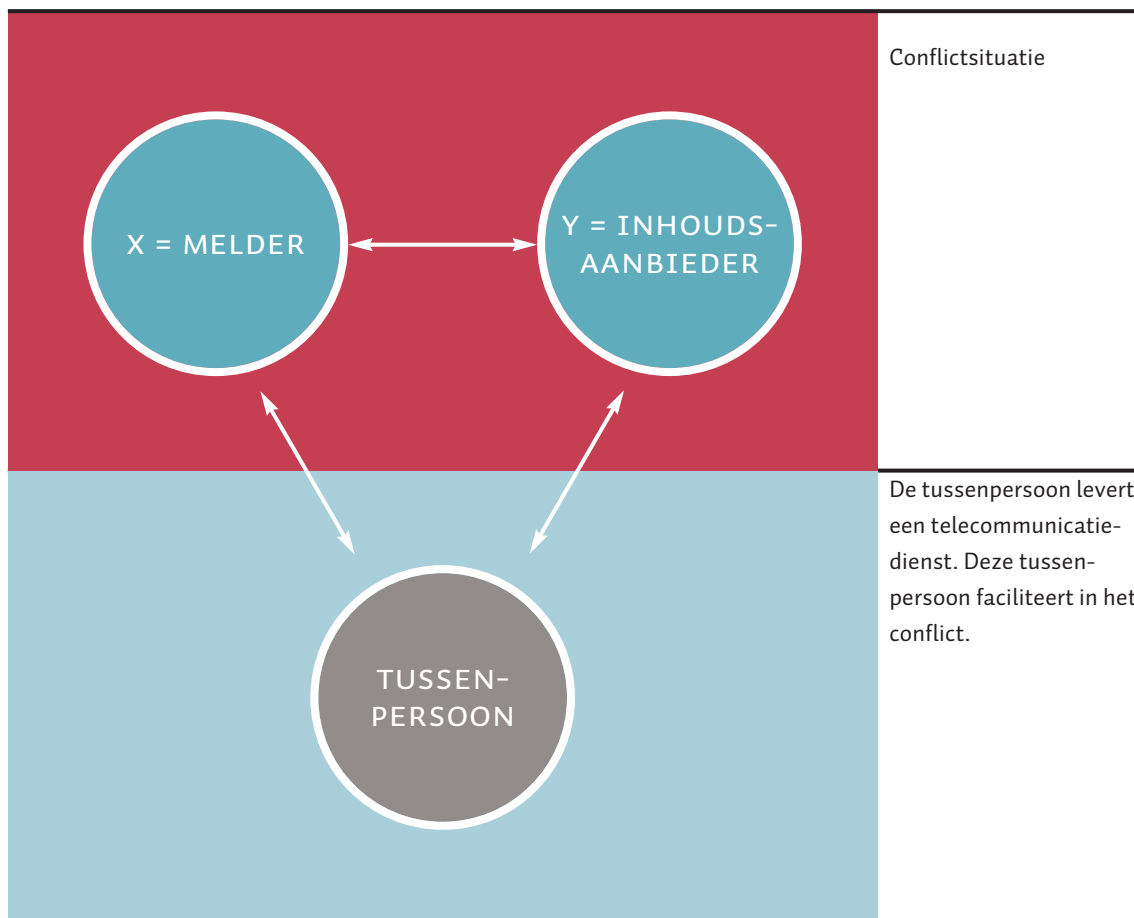 Conflictsituatie
X = MELDER
Y = INHOUDS-
AANBIEDER
De tussenpersoon levert
een telecommunicatie-
dienst. Deze tussen-
persoon faciliteert in het
conflict.
TUSSEN-
PERSOON